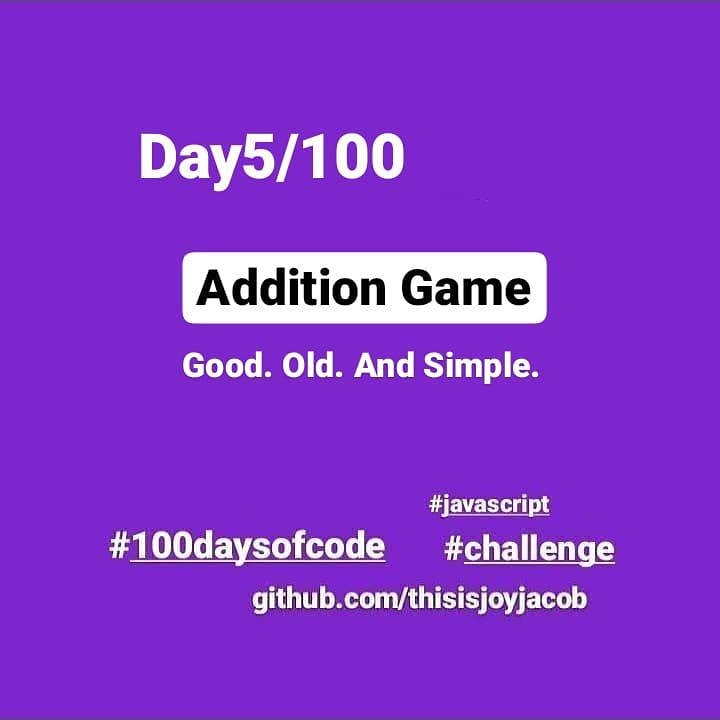 Day5/100
Addition Game
Good. Old. And Simple.
#javascript
#100daysofcode #challenge
github.com/thisisjoyjacob